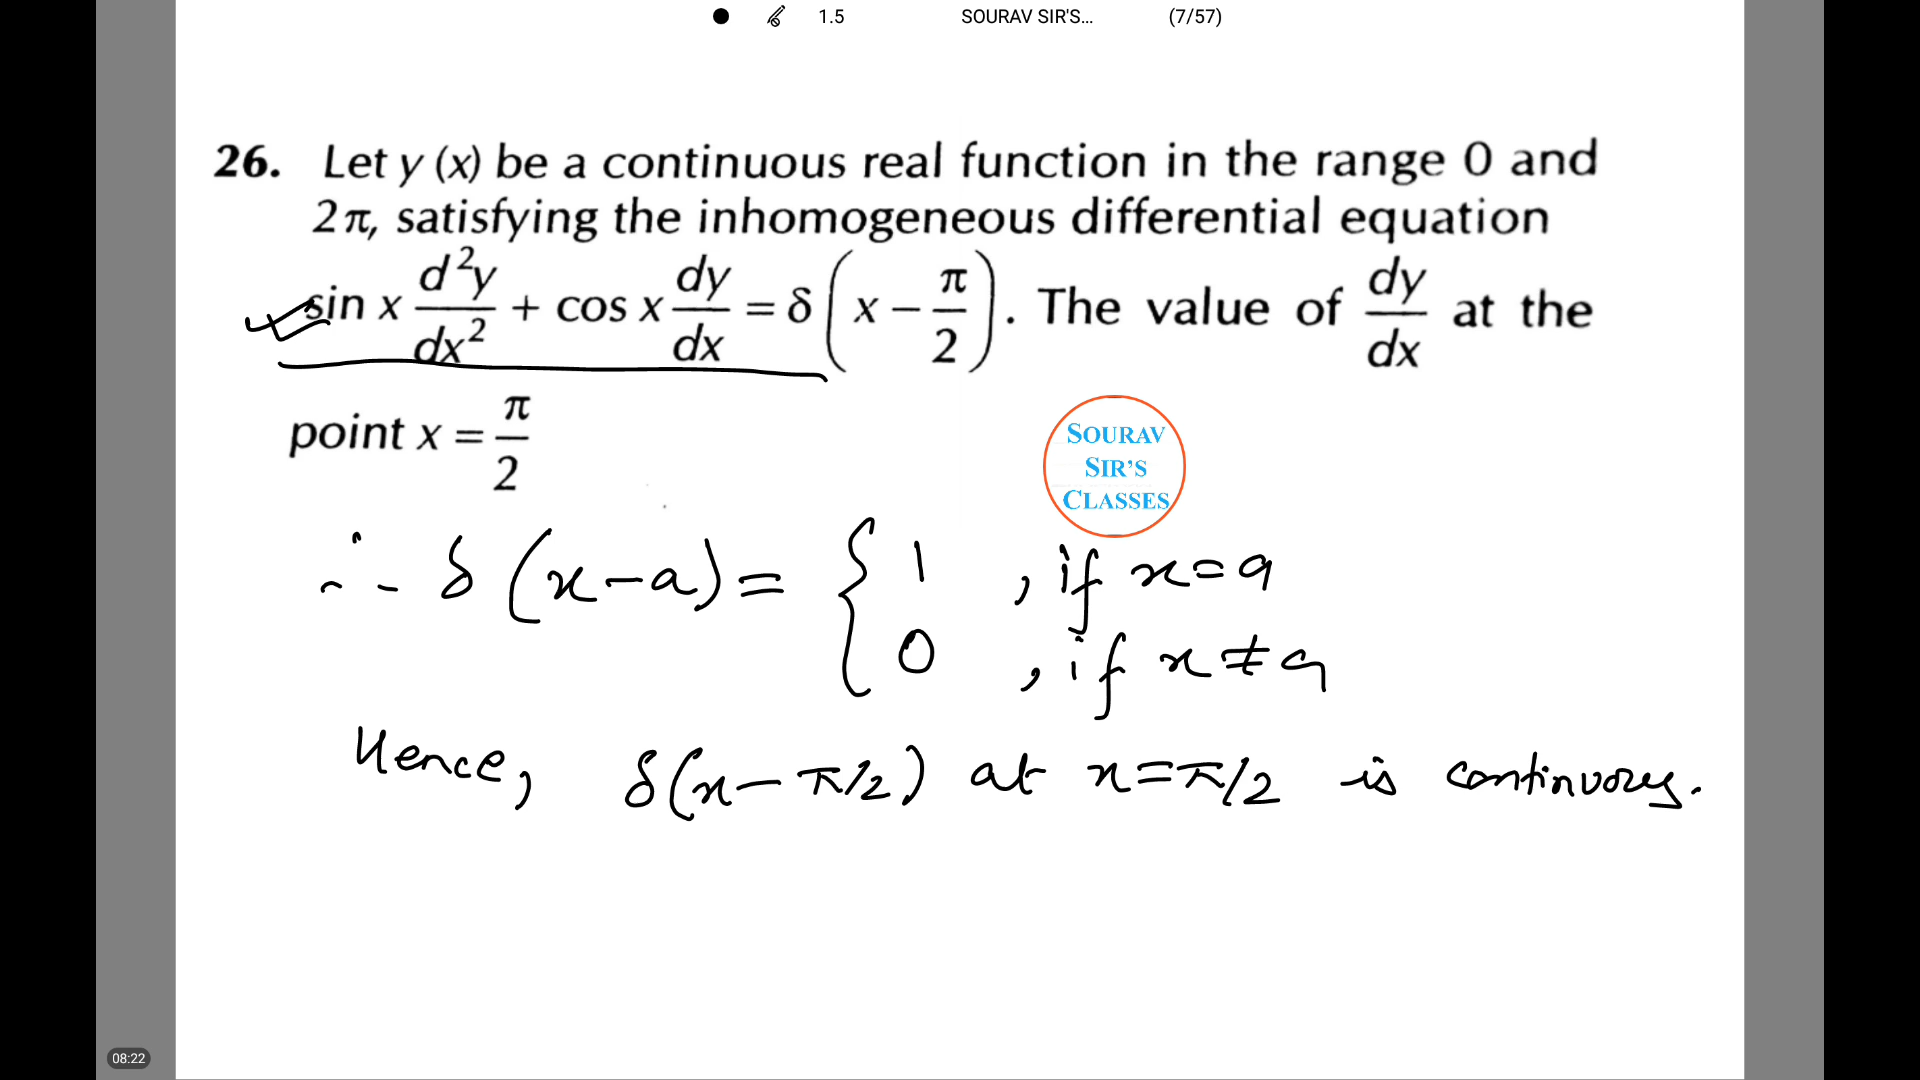 1.5 SOURAV SIR'S... (7/57)
26. Let y (x) be a continuous real function in the range 0 and
2π, satisfying the inhomogeneous differential equation
sin x d²y/dx² + cos x dy/dx = δ(x − π/2). The value of dy/dx at the
point x = π/2
SOURAV
SIR'S
CLASSES
∴ δ(x−a) = { 1 , if x=a
0 , if x≠a
Hence, δ(x−π/2) at x=π/2 is continuous.
08:22